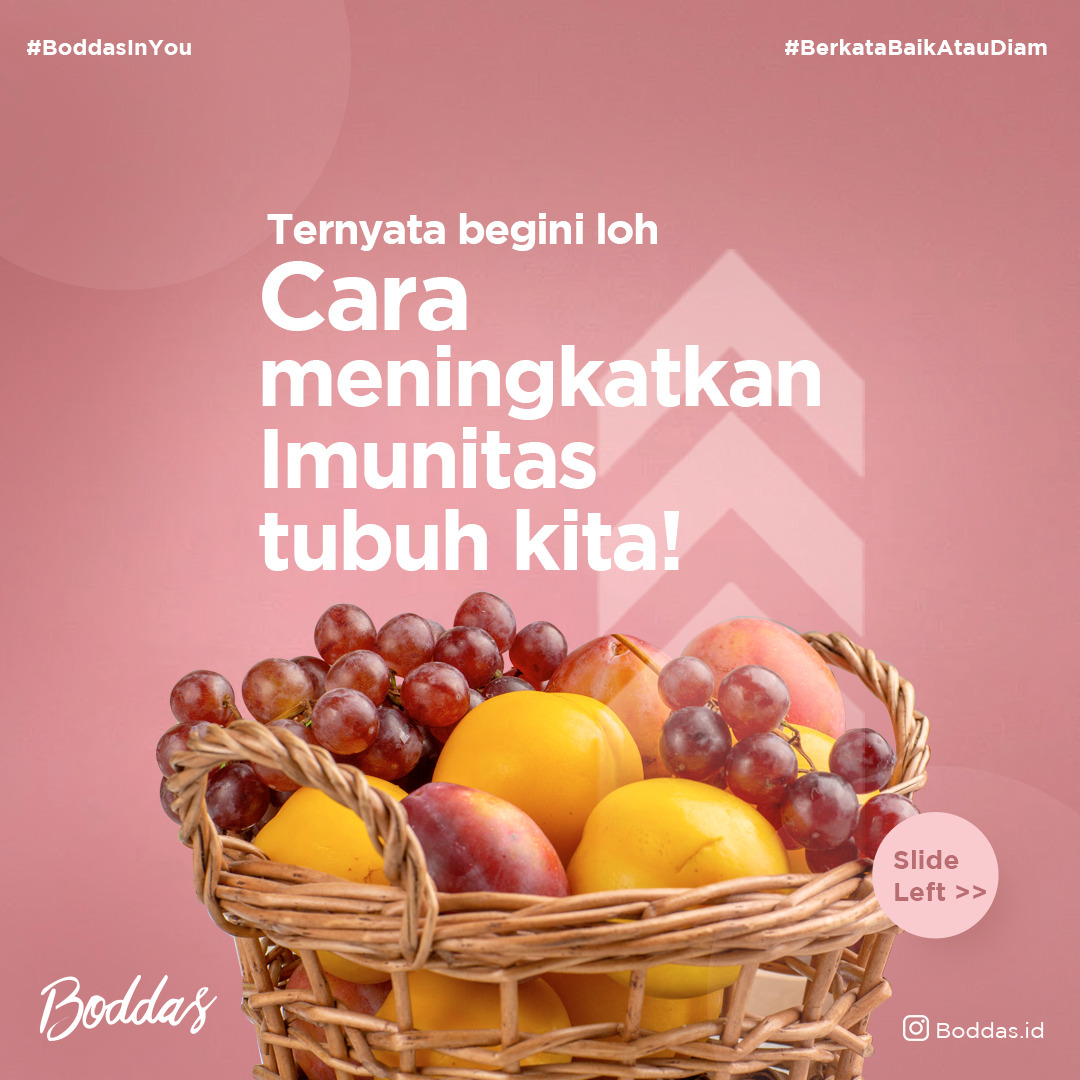 #BoddasInYou
#BerkataBaikAtauDiam
Ternyata begini loh
Cara
meningkatkan
Imunitas
tubuh kita!
Slide
Left >>
Boddas
Boddas.id